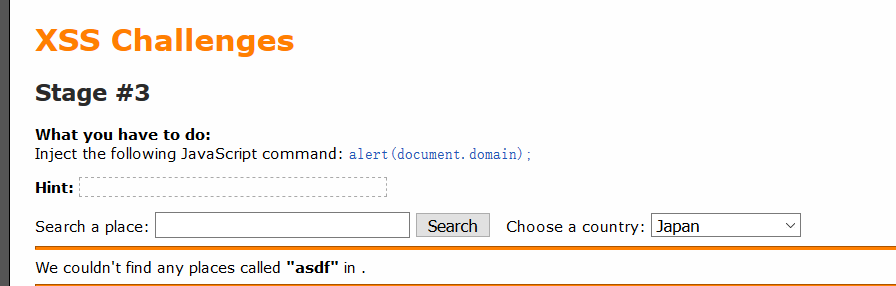 XSS Challenges
Stage #3
What you have to do:
Inject the following JavaScript command: alert(document.domain);
Hint:
Search a place: Search Choose a country: Japan
We couldn't find any places called "asdf" in .